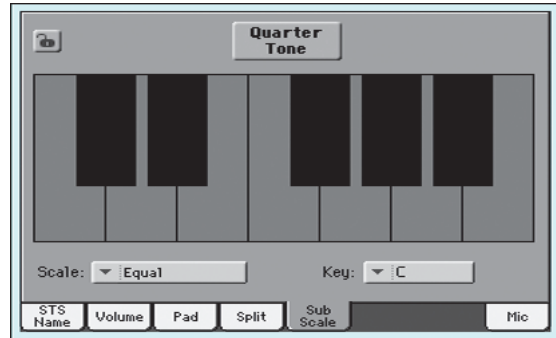 Quarter
Tone
Scale: Equal
Key: C
STS
Name
Volume
Pad
Split
Sub
Scale
Mic